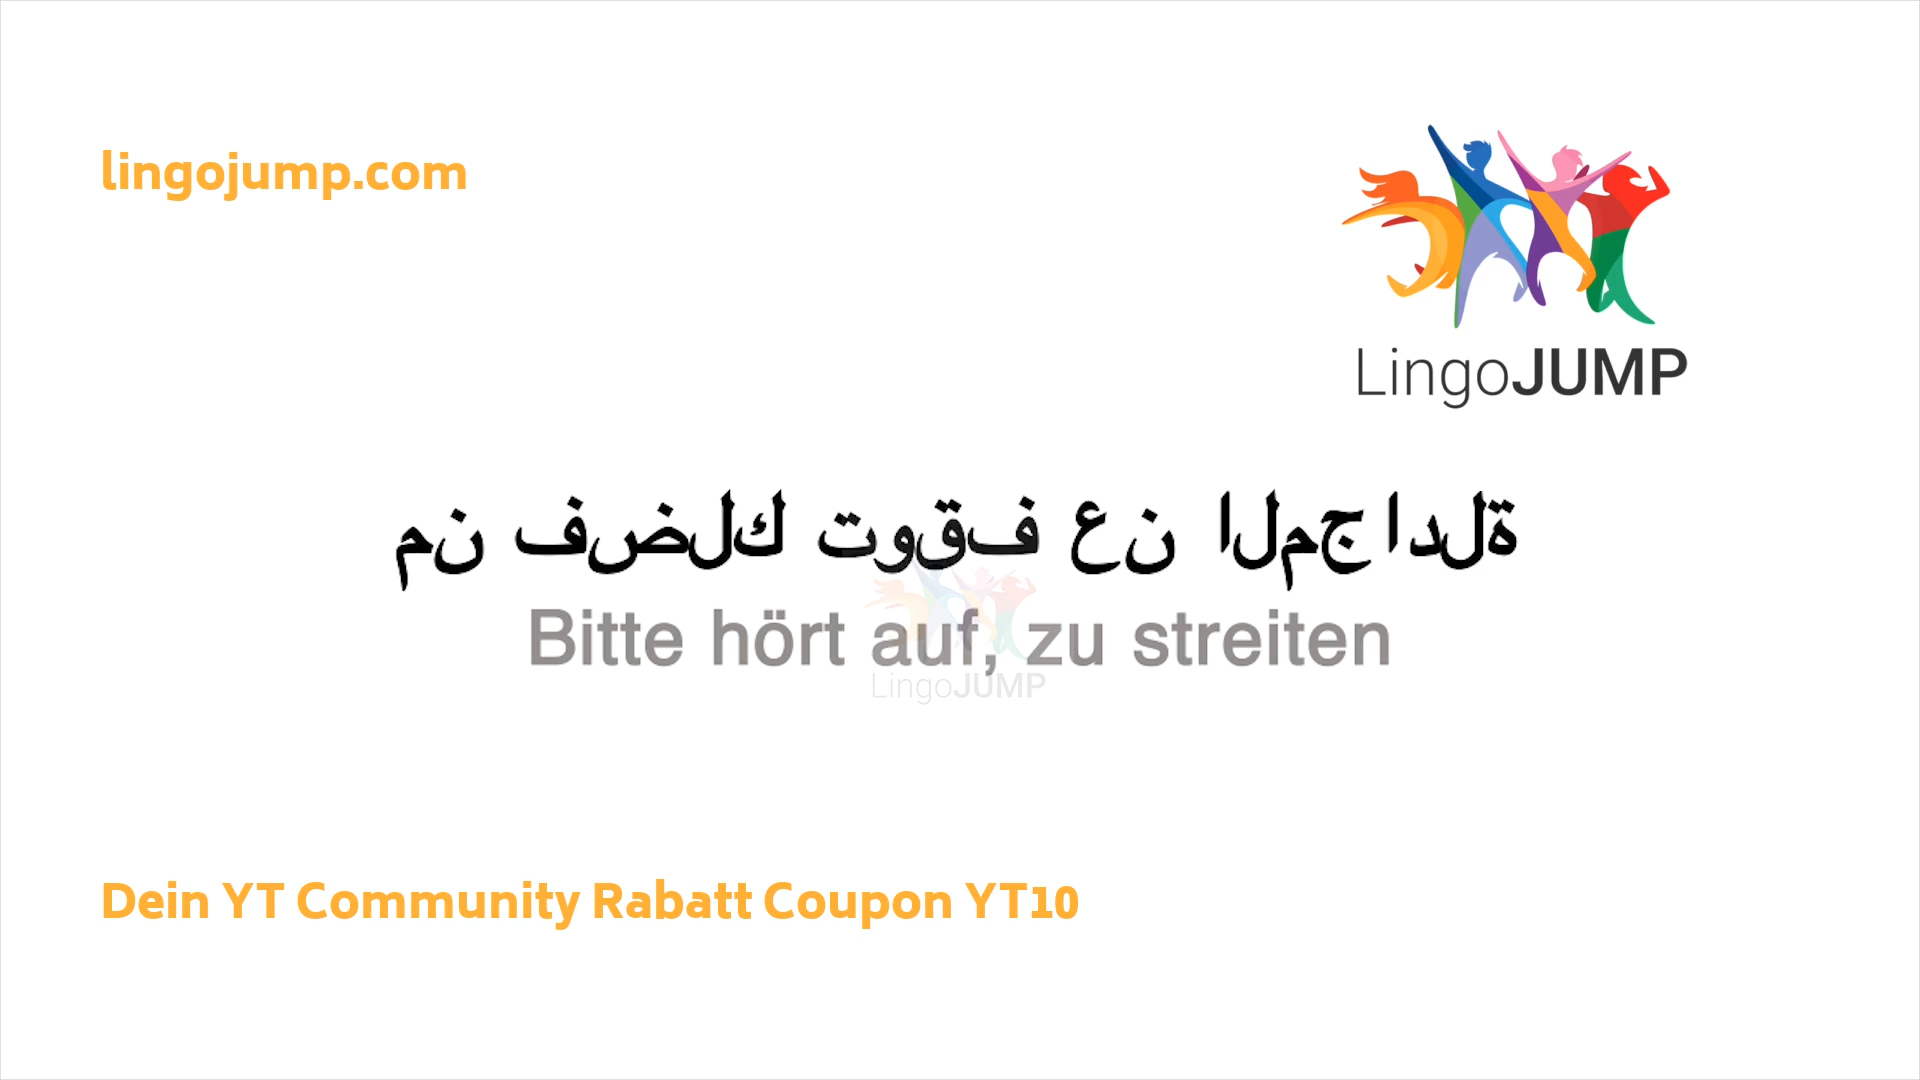 lingojump.com
LingoJUMP
من فضلك توقف عن المجادلة
Bitte hört auf, zu streiten
LingoJUMP
Dein YT Community Rabatt Coupon YT10